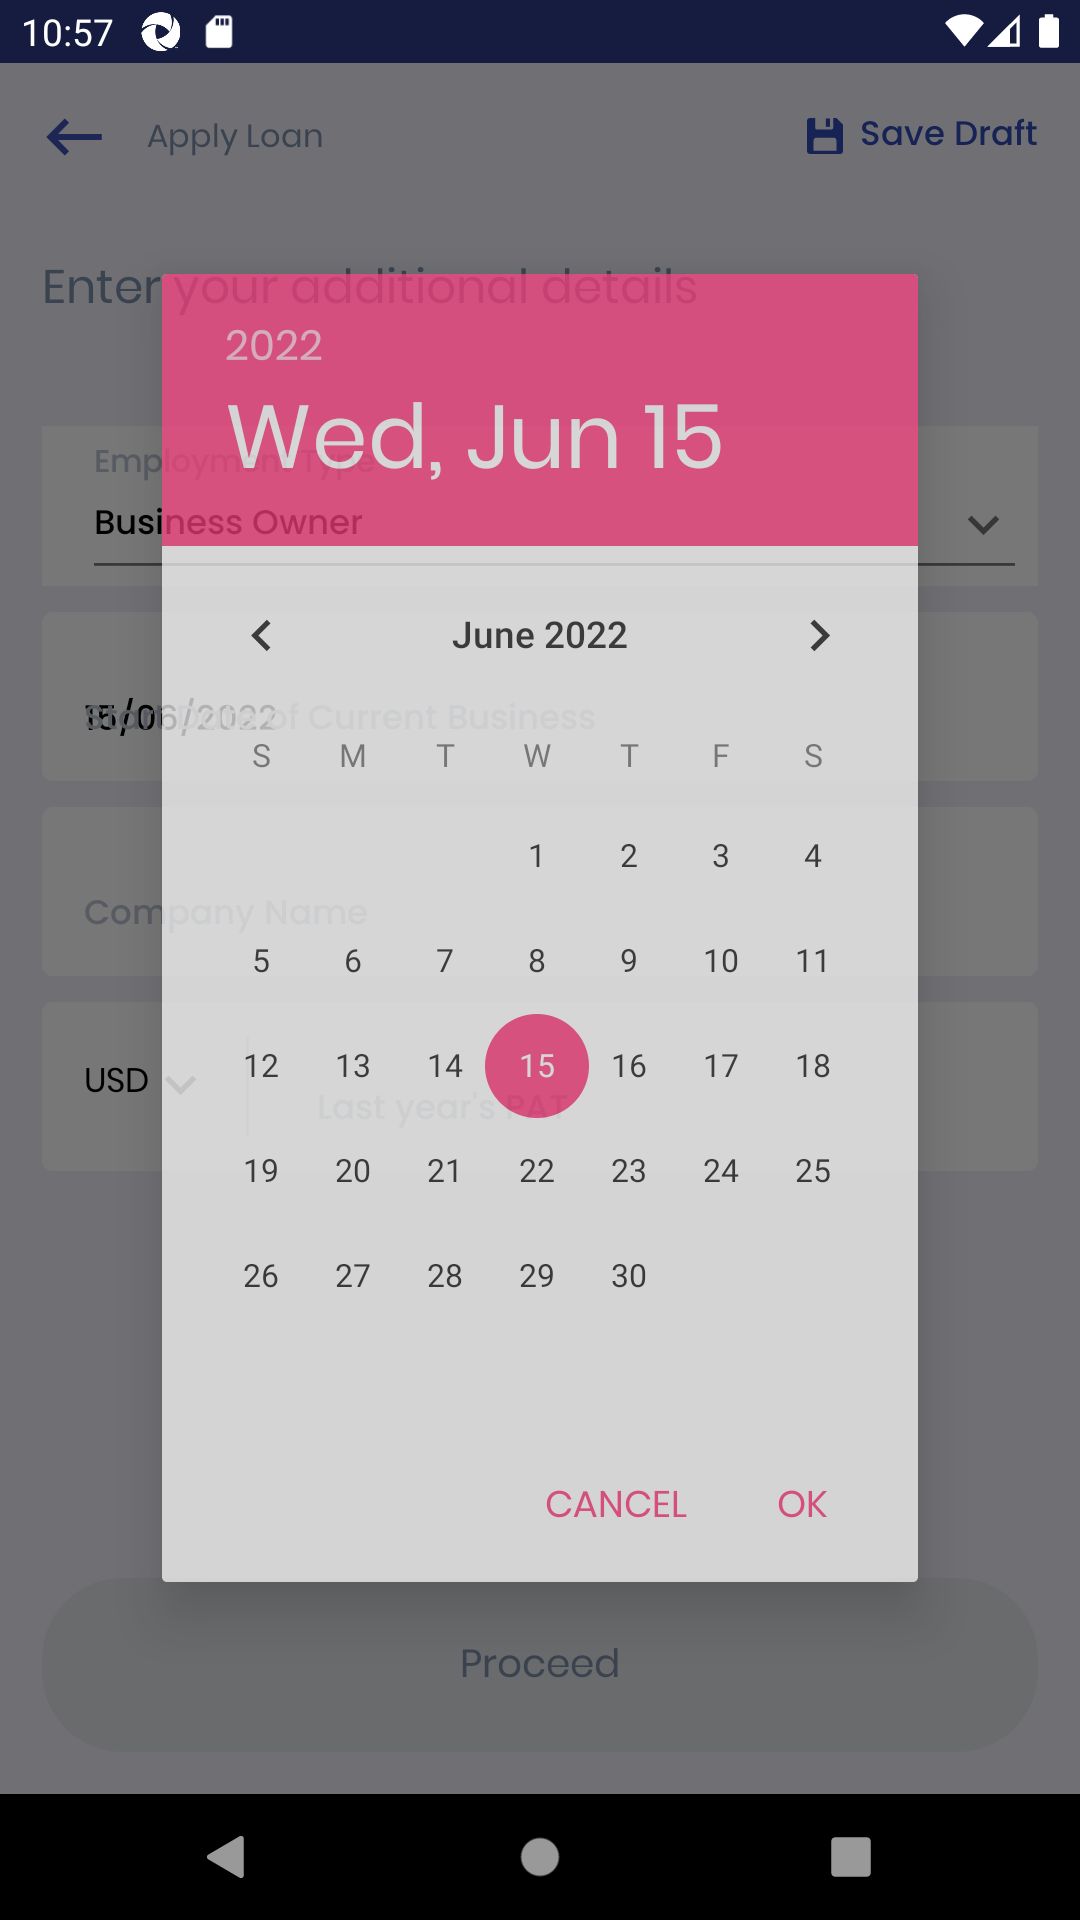 10:57
Apply Loan
Save Draft
Enter your additional details
2022
Wed, Jun 15
Employment Type
Business Owner
June 2022
15/06/2022
Start Date of Current Business
S M T W T F S
1 2 3 4
Company Name
5 6 7 8 9 10 11
12 13 14 15 16 17 18
USD
Last year's PAT
19 20 21 22 23 24 25
26 27 28 29 30
CANCEL OK
Proceed